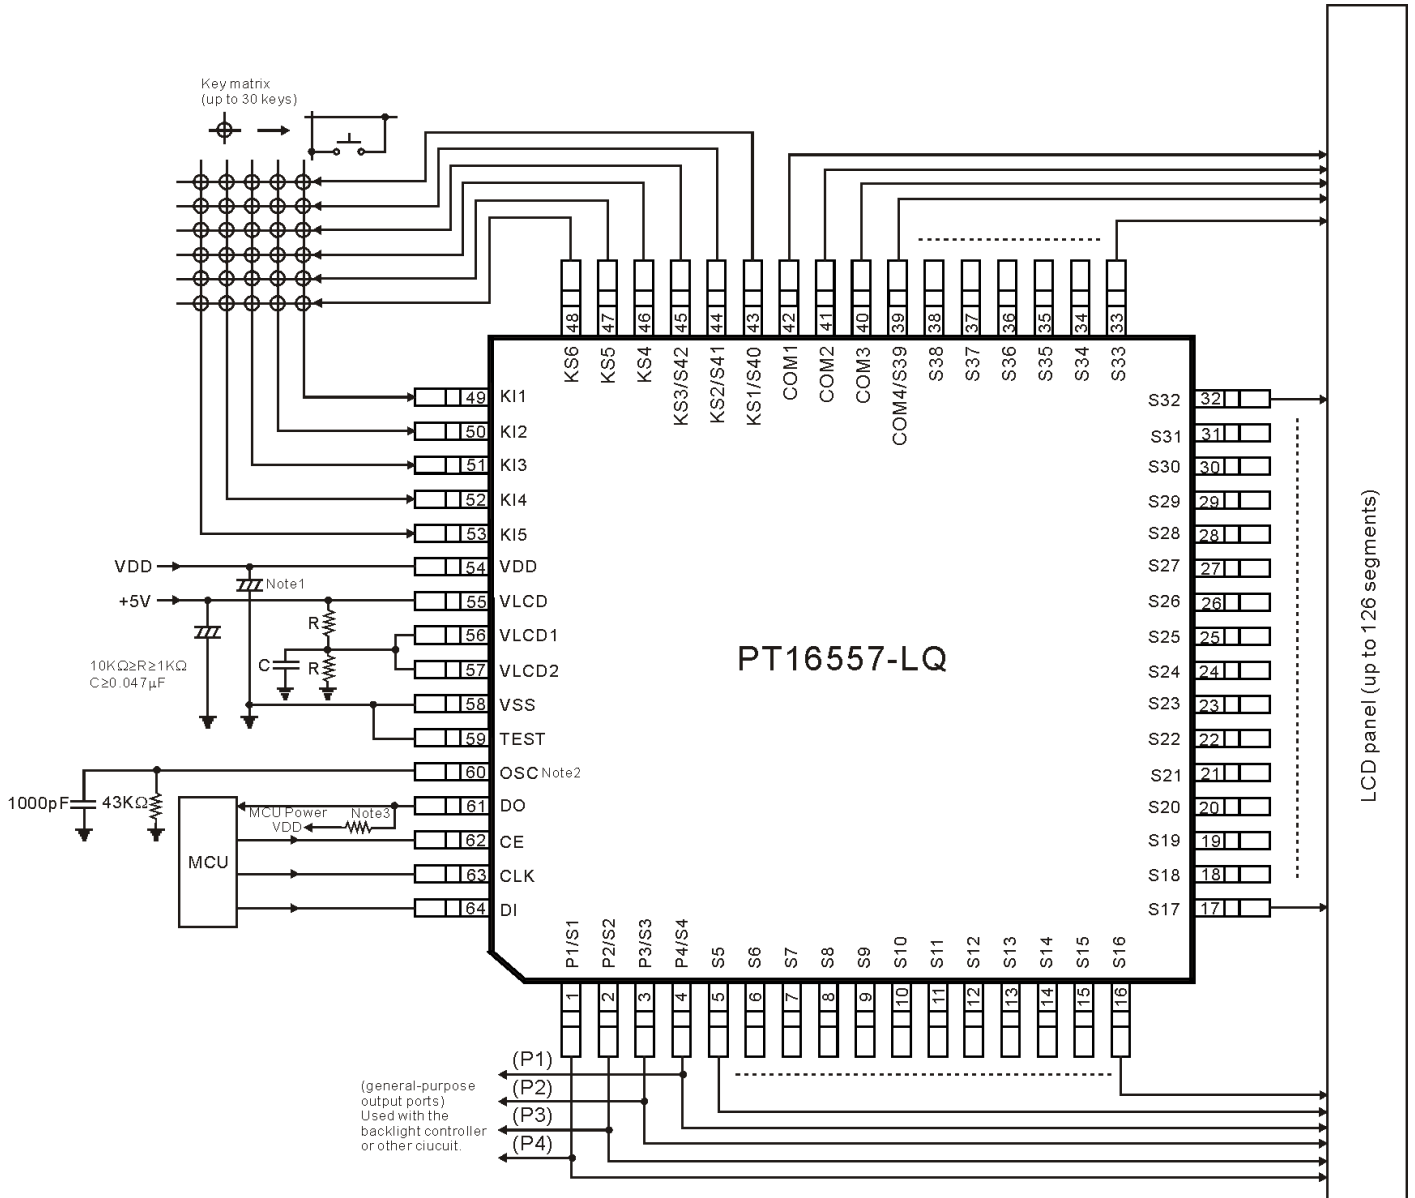 Key matrix
(up to 30 keys)
48
47
46
45
44
43
42
41
40
39
38
37
36
35
34
33
KS6
KS5
KS4
KS3/S42
KS2/S41
KS1/S40
COM1
COM2
COM3
COM4/S39
S38
S37
S36
S35
S34
S33
49 KI1
50 KI2
51 KI3
52 KI4
53 KI5
VDD 54 VDD
Note1
+5V 55 VLCD
R
56 VLCD1
C R
57 VLCD2
10KΩ≥R≥1KΩ
C≥0.047µF
58 VSS
59 TEST
60 OSC Note2
1000pF 43KΩ
61 DO
MCU Power
VDD
Note3
62 CE
MCU
63 CLK
64 DI
PT16557-LQ
S32 32
S31 31
S30 30
S29 29
S28 28
S27 27
S26 26
S25 25
S24 24
S23 23
S22 22
S21 21
S20 20
S19 19
S18 18
S17 17
LCD panel (up to 126 segments)
P1/S1
P2/S2
P3/S3
P4/S4
S5
S6
S7
S8
S9
S10
S11
S12
S13
S14
S15
S16
1
2
3
4
5
6
7
8
9
10
11
12
13
14
15
16
(P1)
(P2)
(P3)
(P4)
(general-purpose
output ports)
Used with the
backlight controller
or other ciucuit.